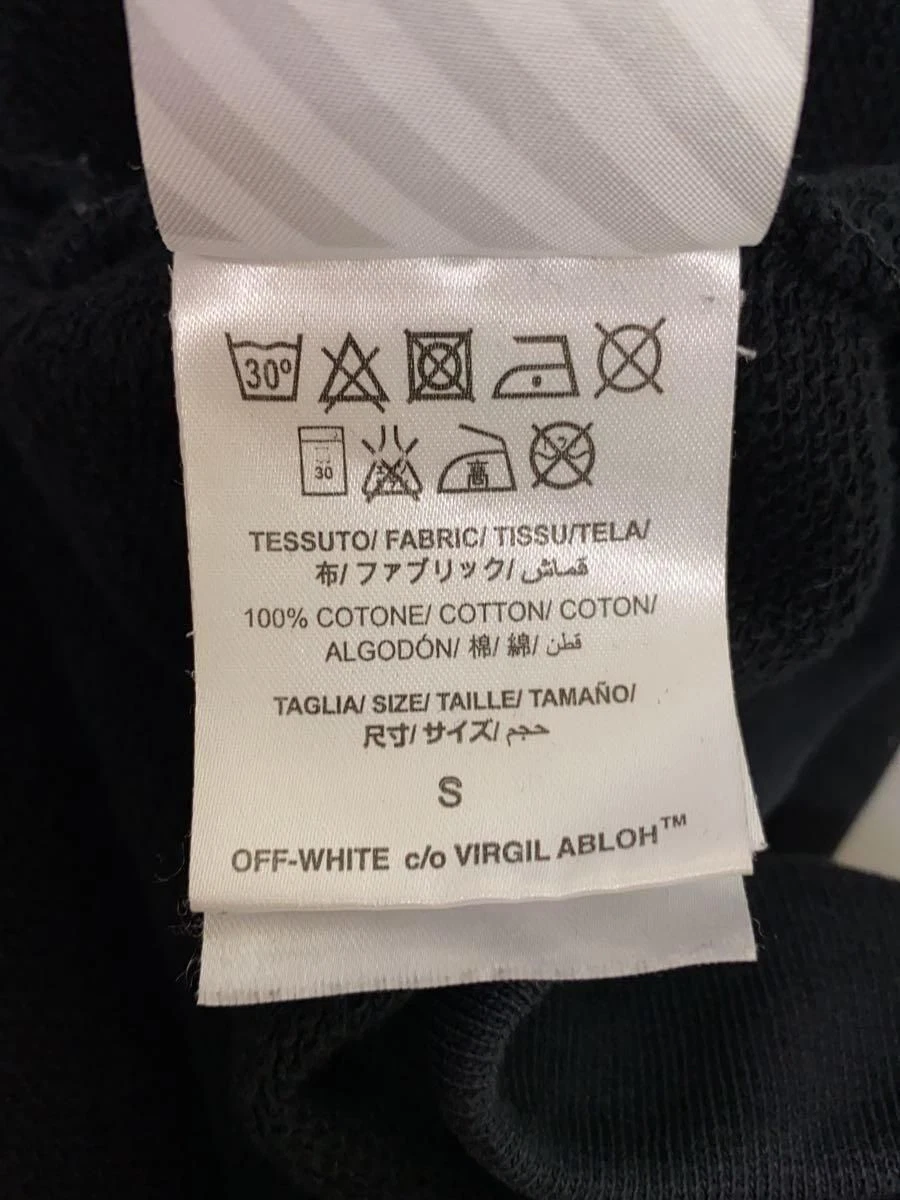 30º
30 高
TESSUTO/ FABRIC/ TISSU/TELA/
布/ ファブリック/ قماش
100% COTONE/ COTTON/ COTON/
ALGODÓN/ 棉/ 綿/ قطن
TAGLIA/ SIZE/ TAILLE/ TAMAÑO/
尺寸/ サイズ/ حجم
S
OFF-WHITE c/o VIRGIL ABLOH™